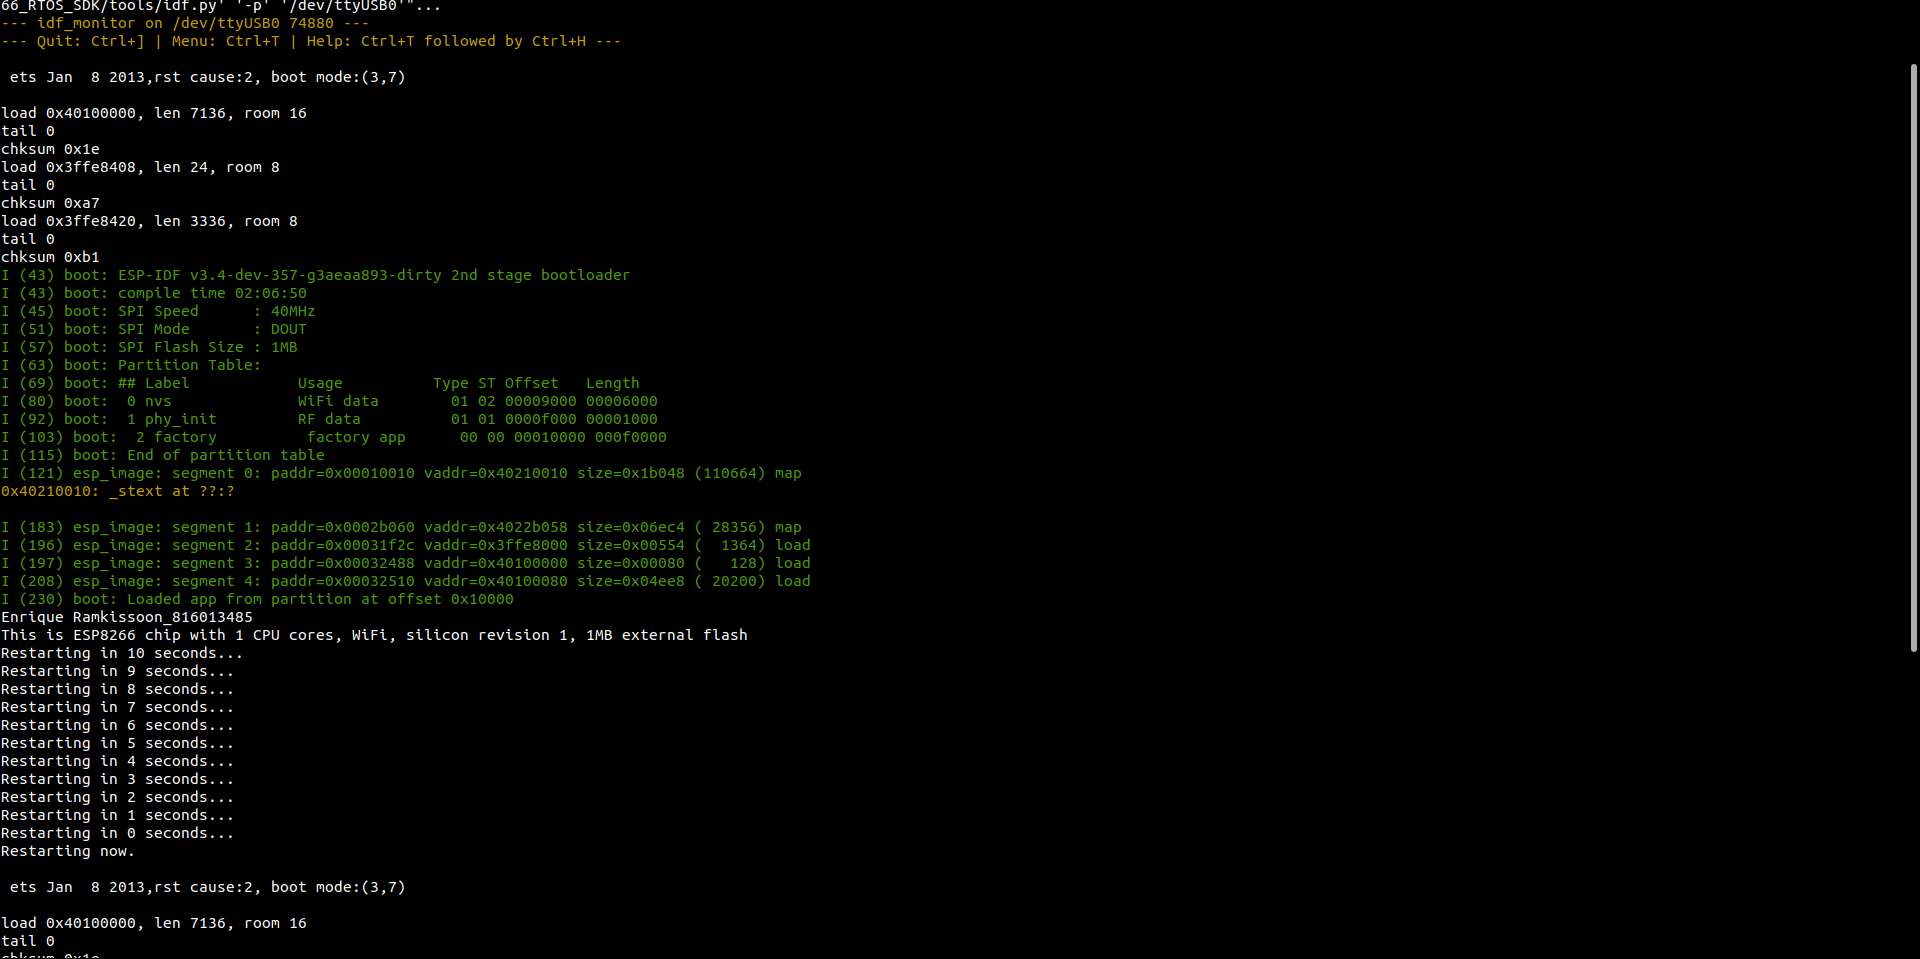 66_RTOS_SDK/tools/idf.py' '-p' '/dev/ttyUSB0'"...
--- idf_monitor on /dev/ttyUSB0 74880 ---
--- Quit: Ctrl+] | Menu: Ctrl+T | Help: Ctrl+T followed by Ctrl+H ---
ets Jan  8 2013,rst cause:2, boot mode:(3,7)
load 0x40100000, len 7136, room 16
tail 0
chksum 0x1e
load 0x3ffe8408, len 24, room 8
tail 0
chksum 0xa7
load 0x3ffe8420, len 3336, room 8
tail 0
chksum 0xb1
I (43) boot: ESP-IDF v3.4-dev-357-g3aeaa893-dirty 2nd stage bootloader
I (43) boot: compile time 02:06:50
I (45) boot: SPI Speed      : 40MHz
I (51) boot: SPI Mode       : DOUT
I (57) boot: SPI Flash Size : 1MB
I (63) boot: Partition Table:
I (69) boot: ## Label            Usage          Type ST Offset   Length
I (80) boot:  0 nvs              WiFi data        01 02 00009000 00006000
I (92) boot:  1 phy_init         RF data          01 01 0000f000 00001000
I (103) boot:  2 factory          factory app      00 00 00010000 000f0000
I (115) boot: End of partition table
I (121) esp_image: segment 0: paddr=0x00010010 vaddr=0x40210010 size=0x1b048 (110664) map
0x40210010: _stext at ??:?
I (183) esp_image: segment 1: paddr=0x0002b060 vaddr=0x4022b058 size=0x06ec4 ( 28356) map
I (196) esp_image: segment 2: paddr=0x00031f2c vaddr=0x3ffe8000 size=0x00554 (  1364) load
I (197) esp_image: segment 3: paddr=0x00032488 vaddr=0x40100000 size=0x00080 (   128) load
I (208) esp_image: segment 4: paddr=0x00032510 vaddr=0x40100080 size=0x04ee8 ( 20200) load
I (230) boot: Loaded app from partition at offset 0x10000
Enrique Ramkissoon_816013485
This is ESP8266 chip with 1 CPU cores, WiFi, silicon revision 1, 1MB external flash
Restarting in 10 seconds...
Restarting in 9 seconds...
Restarting in 8 seconds...
Restarting in 7 seconds...
Restarting in 6 seconds...
Restarting in 5 seconds...
Restarting in 4 seconds...
Restarting in 3 seconds...
Restarting in 2 seconds...
Restarting in 1 seconds...
Restarting in 0 seconds...
Restarting now.
ets Jan  8 2013,rst cause:2, boot mode:(3,7)
load 0x40100000, len 7136, room 16
tail 0
chksum 0x1e